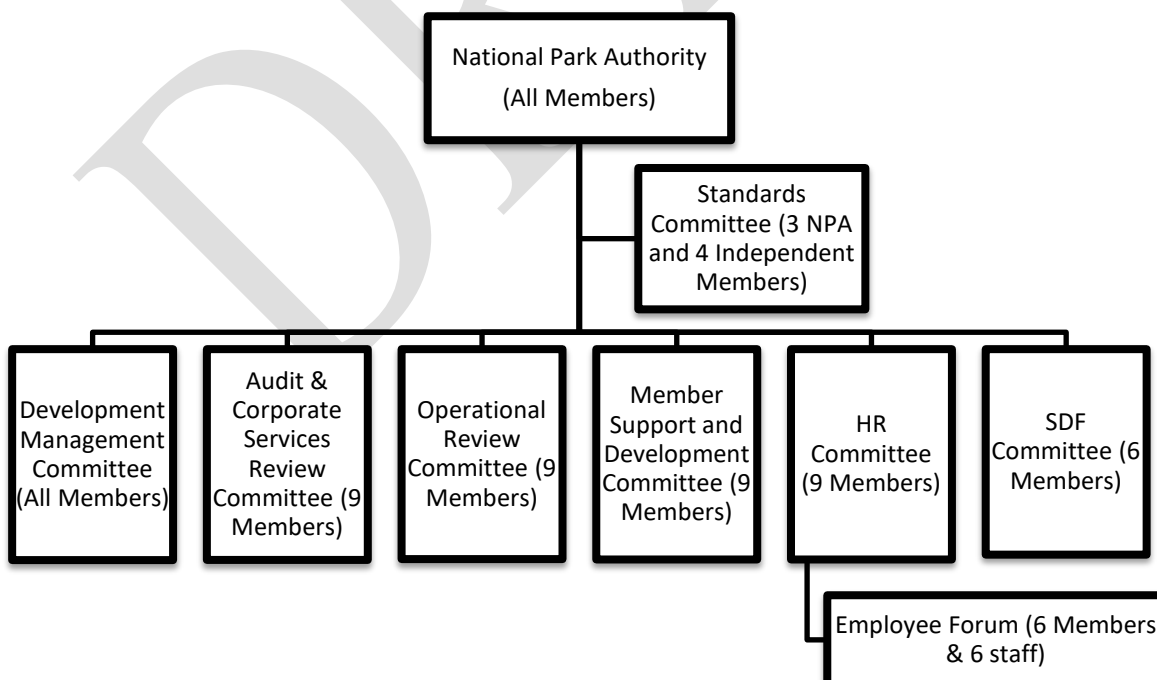 National Park Authority
(All Members)
Standards
Committee (3 NPA
and 4 Independent
Members)
Development
Management
Committee
(All Members)
Audit &
Corporate
Services
Review
Committee (9
Members)
Operational
Review
Committee (9
Members)
Member
Support and
Development
Committee (9
Members)
HR
Committee
(9 Members)
SDF
Committee (6
Members)
Employee Forum (6 Members
& 6 staff)